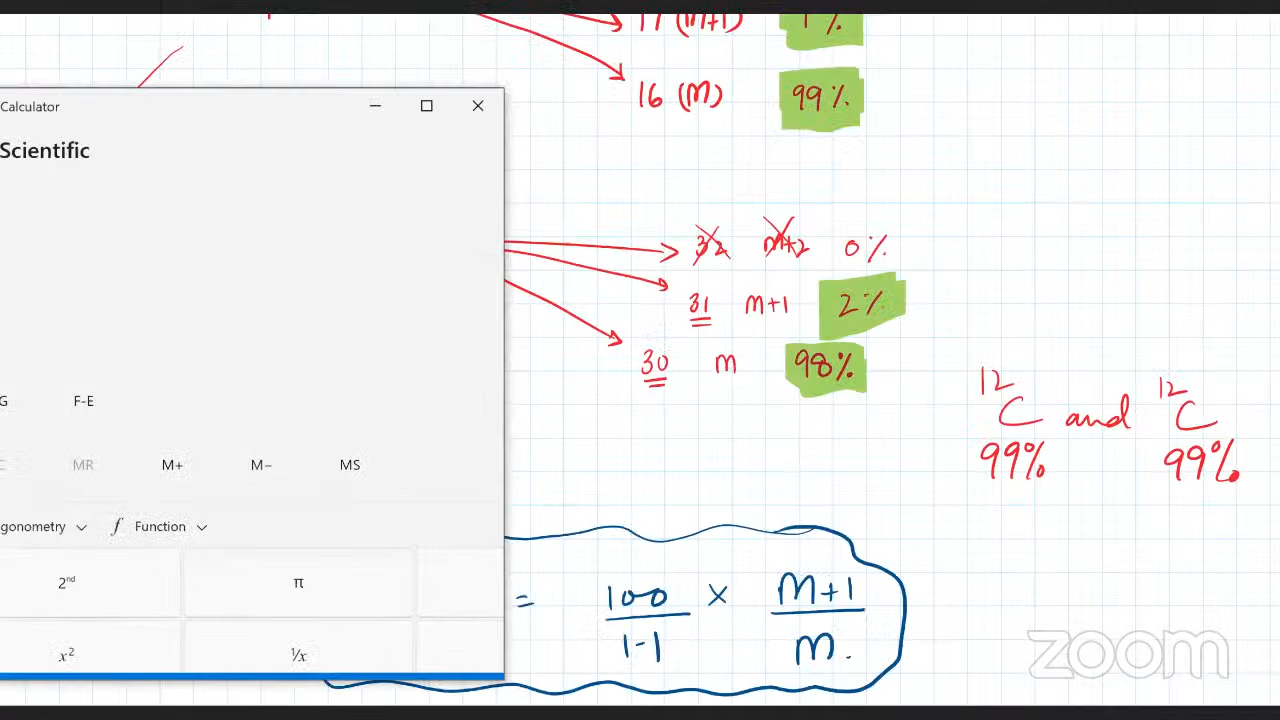 17 (M+1) 1%
Calculator
16 (M) 99%
Scientific
32 M+2 0%
31 M+1 2%
30 M 98%
12C and 12C
99% 99%
G F-E
MR M+ M− MS
gonometry f Function
2nd π
x² ¹/x
= 100/1.1 × M+1/M.
zoom